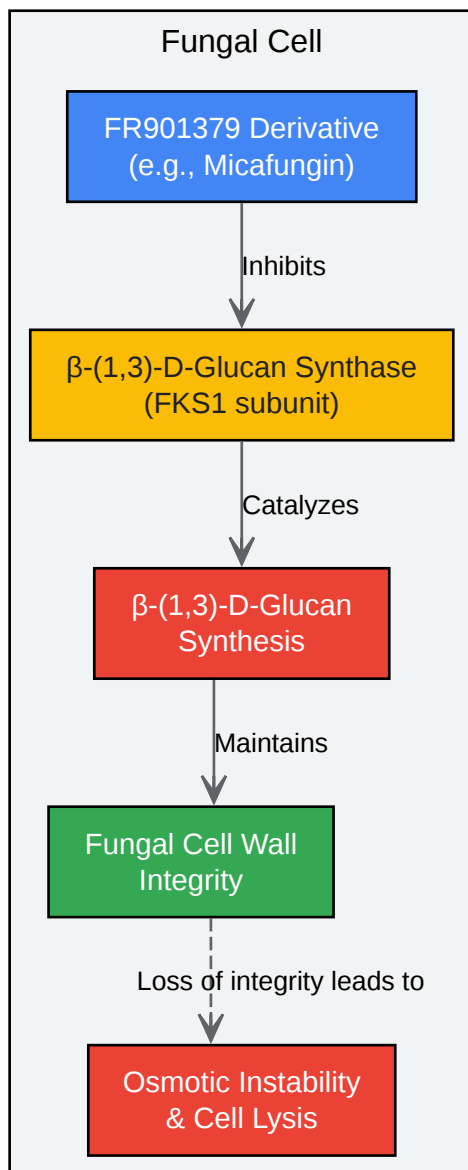 Fungal Cell
FR901379 Derivative
(e.g., Micafungin)
Inhibits
β-(1,3)-D-Glucan Synthase
(FKS1 subunit)
Catalyzes
β-(1,3)-D-Glucan
Synthesis
Maintains
Fungal Cell Wall
Integrity
Loss of integrity leads to
Osmotic Instability
& Cell Lysis